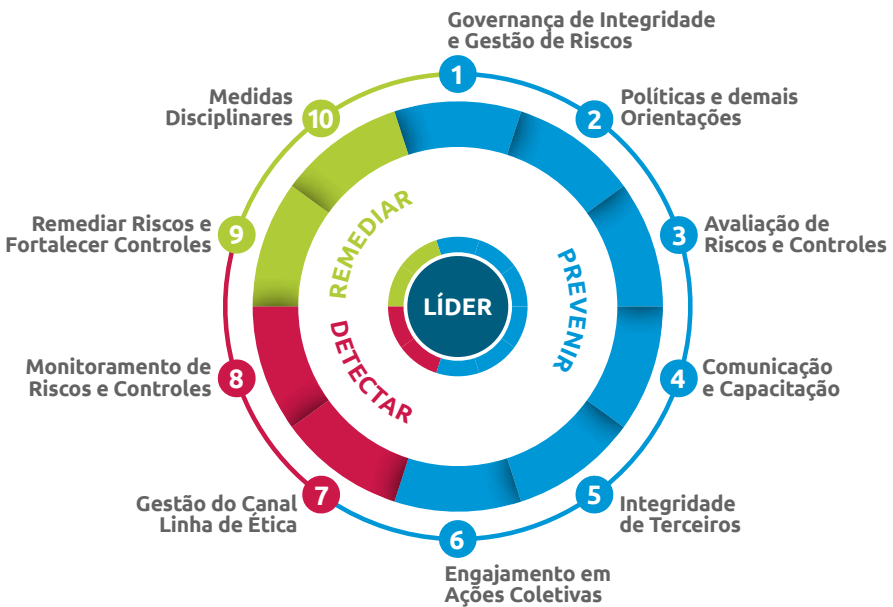 Governança de Integridade
e Gestão de Riscos
1
Políticas e demais
Orientações
2
Avaliação de
Riscos e Controles
3
Comunicação
e Capacitação
4
Integridade
de Terceiros
5
Engajamento em
Ações Coletivas
6
Gestão do Canal
Linha de Ética
7
Monitoramento de
Riscos e Controles
8
Remediar Riscos e
Fortalecer Controles
9
Medidas
Disciplinares
10
PREVENIR
DETECTAR
REMEDIAR
LÍDER